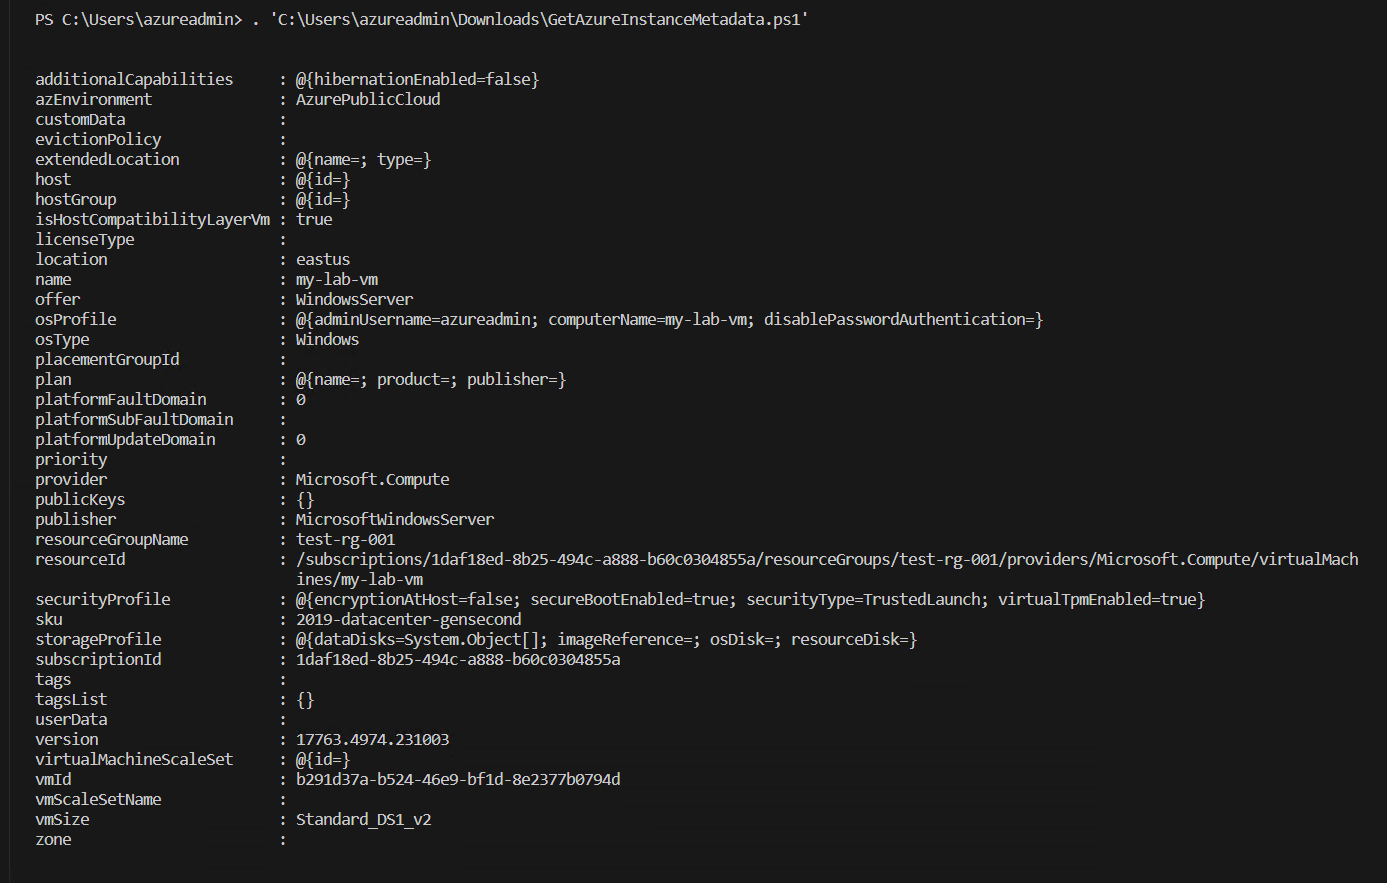 PS C:\Users\azureadmin> . 'C:\Users\azureadmin\Downloads\GetAzureInstanceMetadata.ps1'
additionalCapabilities : @{hibernationEnabled=false}
azEnvironment : AzurePublicCloud
customData :
evictionPolicy :
extendedLocation : @{name=; type=}
host : @{id=}
hostGroup : @{id=}
isHostCompatibilityLayerVm : true
licenseType :
location : eastus
name : my-lab-vm
offer : WindowsServer
osProfile : @{adminUsername=azureadmin; computerName=my-lab-vm; disablePasswordAuthentication=}
osType : Windows
placementGroupId :
plan : @{name=; product=; publisher=}
platformFaultDomain : 0
platformSubFaultDomain :
platformUpdateDomain : 0
priority :
provider : Microsoft.Compute
publicKeys : {}
publisher : MicrosoftWindowsServer
resourceGroupName : test-rg-001
resourceId : /subscriptions/1daf18ed-8b25-494c-a888-b60c0304855a/resourceGroups/test-rg-001/providers/Microsoft.Compute/virtualMach
ines/my-lab-vm
securityProfile : @{encryptionAtHost=false; secureBootEnabled=true; securityType=TrustedLaunch; virtualTpmEnabled=true}
sku : 2019-datacenter-gensecond
storageProfile : @{dataDisks=System.Object[]; imageReference=; osDisk=; resourceDisk=}
subscriptionId : 1daf18ed-8b25-494c-a888-b60c0304855a
tags :
tagsList : {}
userData :
version : 17763.4974.231003
virtualMachineScaleSet : @{id=}
vmId : b291d37a-b524-46e9-bf1d-8e2377b0794d
vmScaleSetName :
vmSize : Standard_DS1_v2
zone :